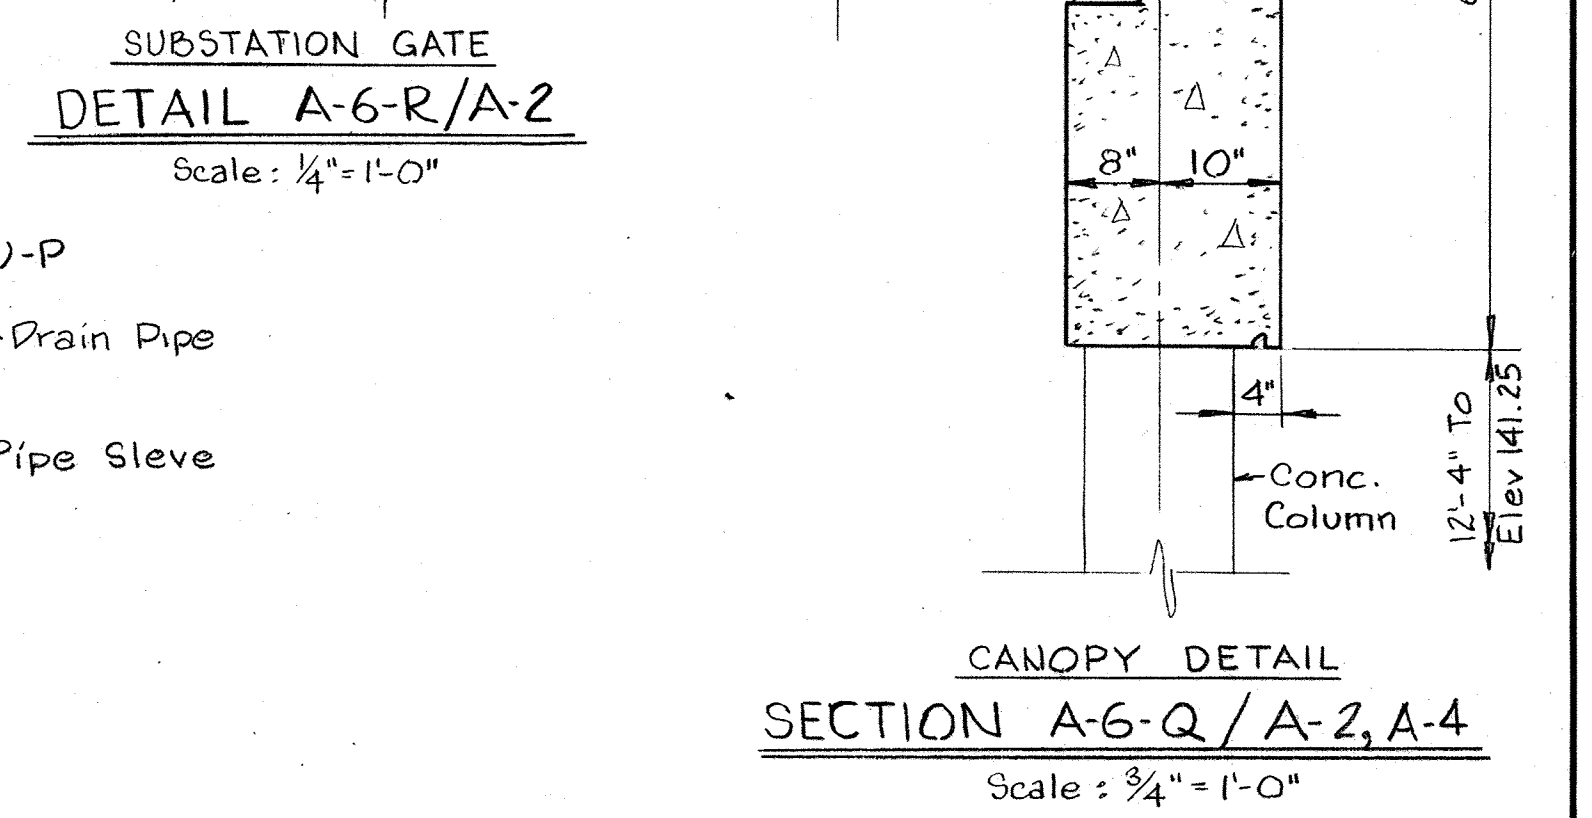 SUBSTATION GATE
DETAIL A-6-R/A-2
Scale: 1/4"=1'-0"
-P
Drain Pipe
Pipe Sleve
8" 10"
4"
Conc.
Column
12'-4" To
Elev 141.25
CANOPY DETAIL
SECTION A-6-Q / A-2, A-4
Scale: 3/4"=1'-0"